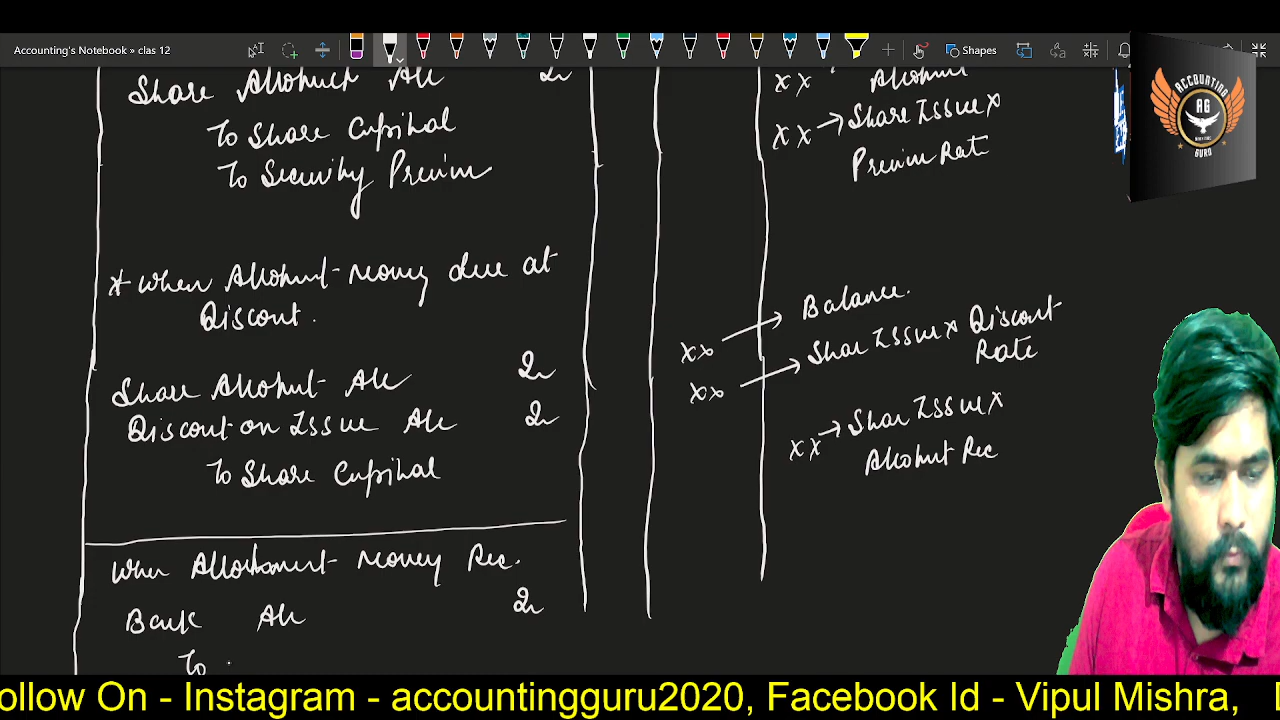 Accounting's Notebook » clas 12
Shapes
ACCOUNTING
AG
GURU
Share Allotment A/c Dr
To Share Capital
To Security Premium
xx Allotment
xx → Share Issue x
Premium Rate
* When Allotment money due at
Discount.
xx → Balance.
xx → Share Issue x Discount
Rate
Share Allotment A/c Dr
Discount on Issue A/c Dr
To Share Capital
xx → Share Issue x
Allotment Rec
When Allotment money Rec.
Bank A/c Dr
To
ollow On - Instagram - accountingguru2020, Facebook Id - Vipul Mishra,